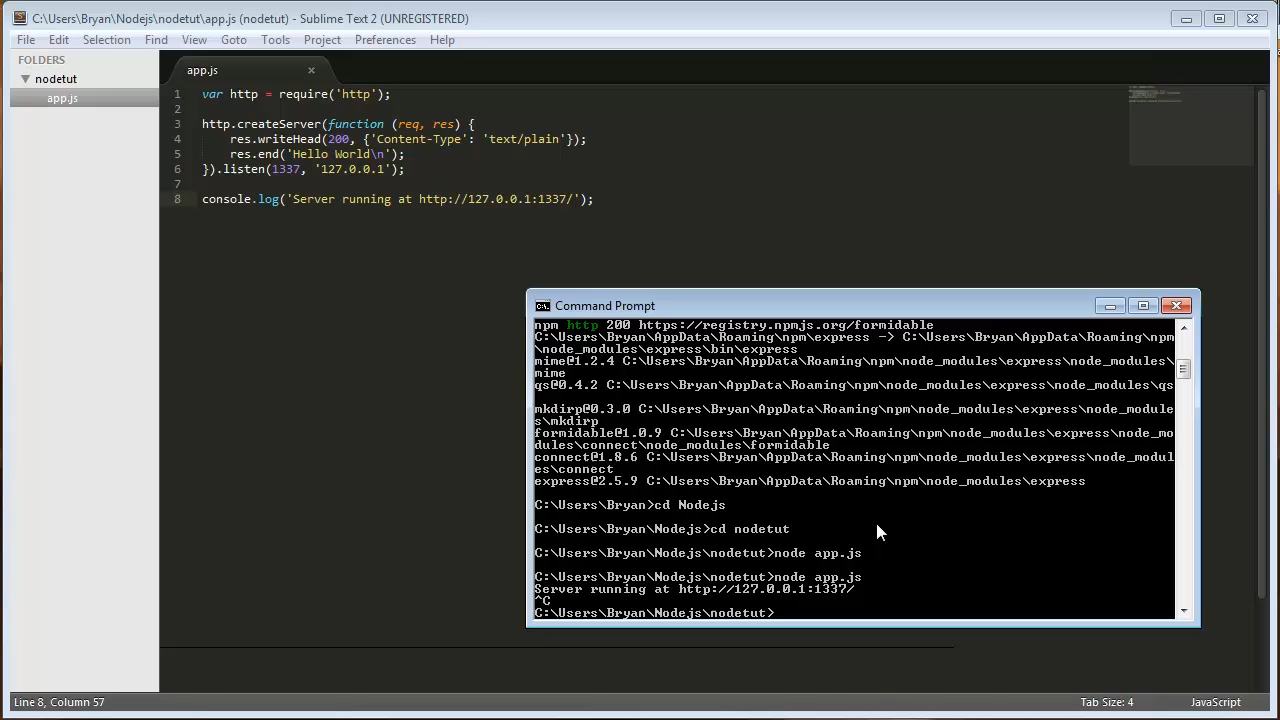 C:\Users\Bryan\Nodejs\nodetut\app.js (nodetut) - Sublime Text 2 (UNREGISTERED)
File Edit Selection Find View Goto Tools Project Preferences Help
FOLDERS
nodetut
app.js
app.js
1 var http = require('http');
2
3 http.createServer(function (req, res) {
4 res.writeHead(200, {'Content-Type': 'text/plain'});
5 res.end('Hello World\n');
6 }).listen(1337, '127.0.0.1');
7
8 console.log('Server running at http://127.0.0.1:1337/');
Command Prompt
npm http 200 https://registry.npmjs.org/formidable
C:\Users\Bryan\AppData\Roaming\npm\express -> C:\Users\Bryan\AppData\Roaming\npm
\node_modules\express\bin\express
mime@1.2.4 C:\Users\Bryan\AppData\Roaming\npm\node_modules\express\node_modules\
mime
qs@0.4.2 C:\Users\Bryan\AppData\Roaming\npm\node_modules\express\node_modules\qs
mkdirp@0.3.0 C:\Users\Bryan\AppData\Roaming\npm\node_modules\express\node_module
s\mkdirp
formidable@1.0.9 C:\Users\Bryan\AppData\Roaming\npm\node_modules\express\node_mo
dules\connect\node_modules\formidable
connect@1.8.6 C:\Users\Bryan\AppData\Roaming\npm\node_modules\express\node_modul
es\connect
express@2.5.9 C:\Users\Bryan\AppData\Roaming\npm\node_modules\express
C:\Users\Bryan>cd Nodejs
C:\Users\Bryan\Nodejs>cd nodetut
C:\Users\Bryan\Nodejs\nodetut>node app.js
C:\Users\Bryan\Nodejs\nodetut>node app.js
Server running at http://127.0.0.1:1337/
^C
C:\Users\Bryan\Nodejs\nodetut>
Line 8, Column 57
Tab Size: 4
JavaScript